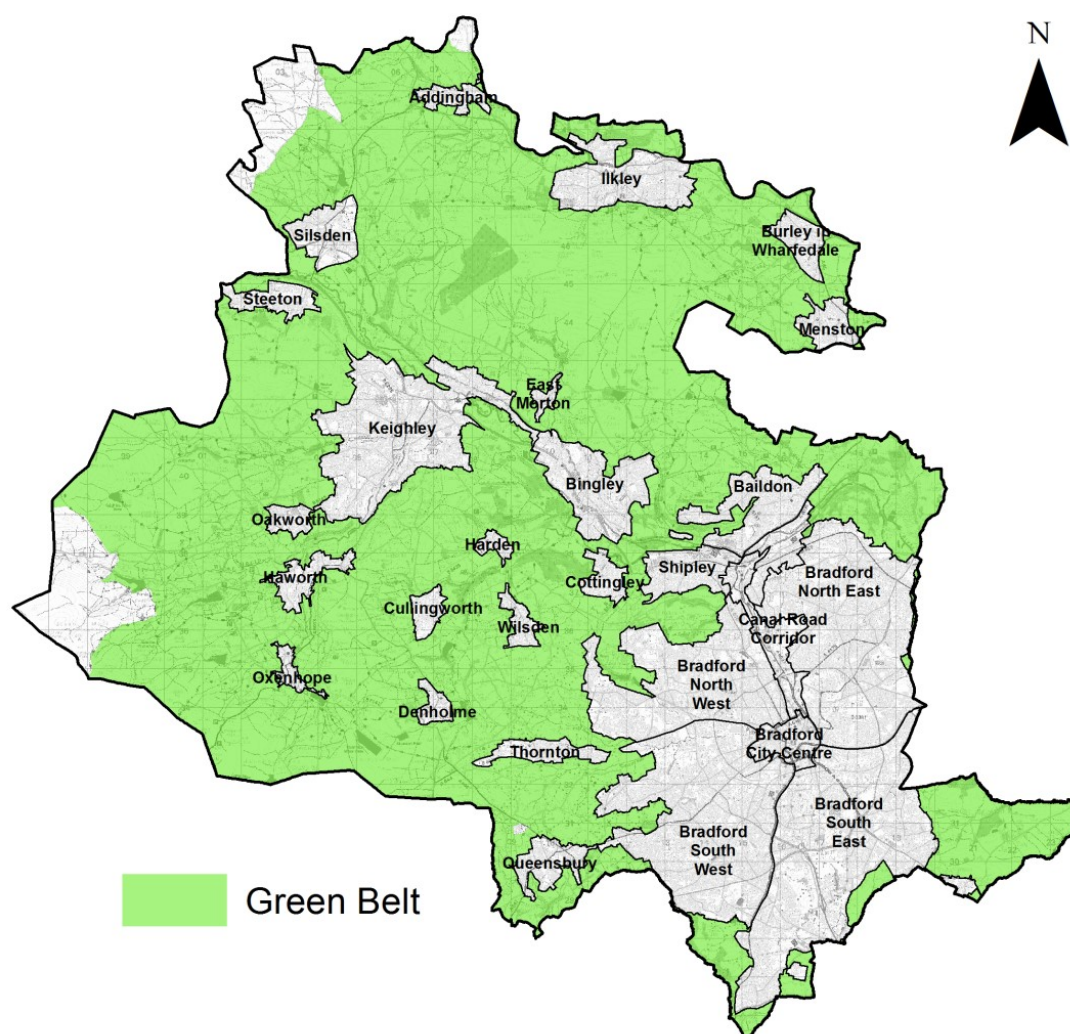 N
Addingham
Ilkley
Silsden
Burley in
Wharfedale
Steeton
Menston
East
Morton
Keighley
Bingley
Baildon
Oakworth
Harden
Shipley
Haworth
Cottingley
Bradford
North East
Cullingworth
Wilsden
Canal Road
Corridor
Oxenhope
Bradford
North
West
Denholme
Thornton
Bradford
City Centre
Bradford
South
East
Bradford
South
West
Queensbury
Green Belt